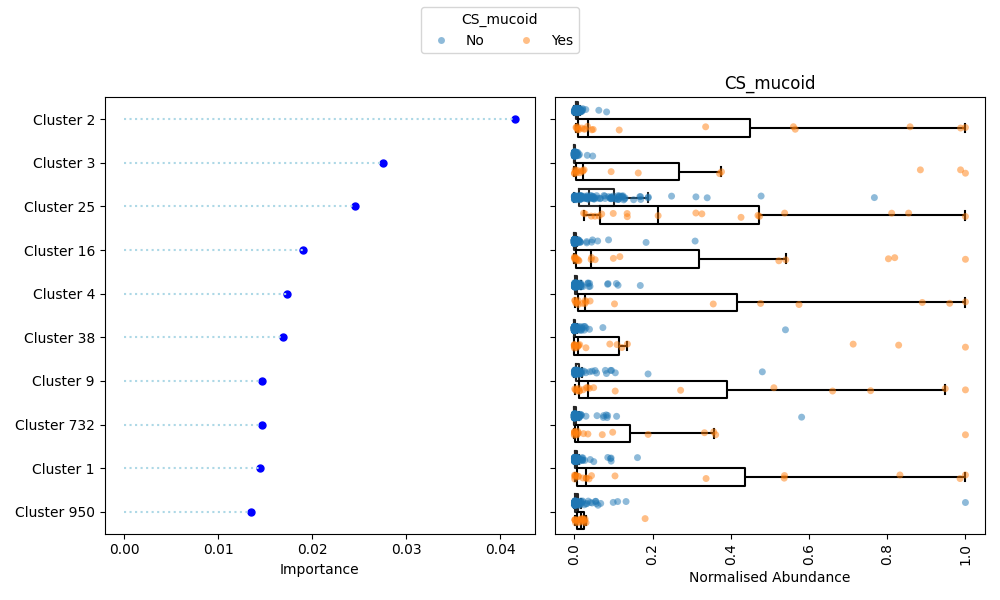 CS_mucoid
No
Yes
CS_mucoid
Cluster 2
Cluster 3
Cluster 25
Cluster 16
Cluster 4
Cluster 38
Cluster 9
Cluster 732
Cluster 1
Cluster 950
0.00
0.01
0.02
0.03
0.04
Importance
0.0
0.2
0.4
0.6
0.8
1.0
Normalised Abundance